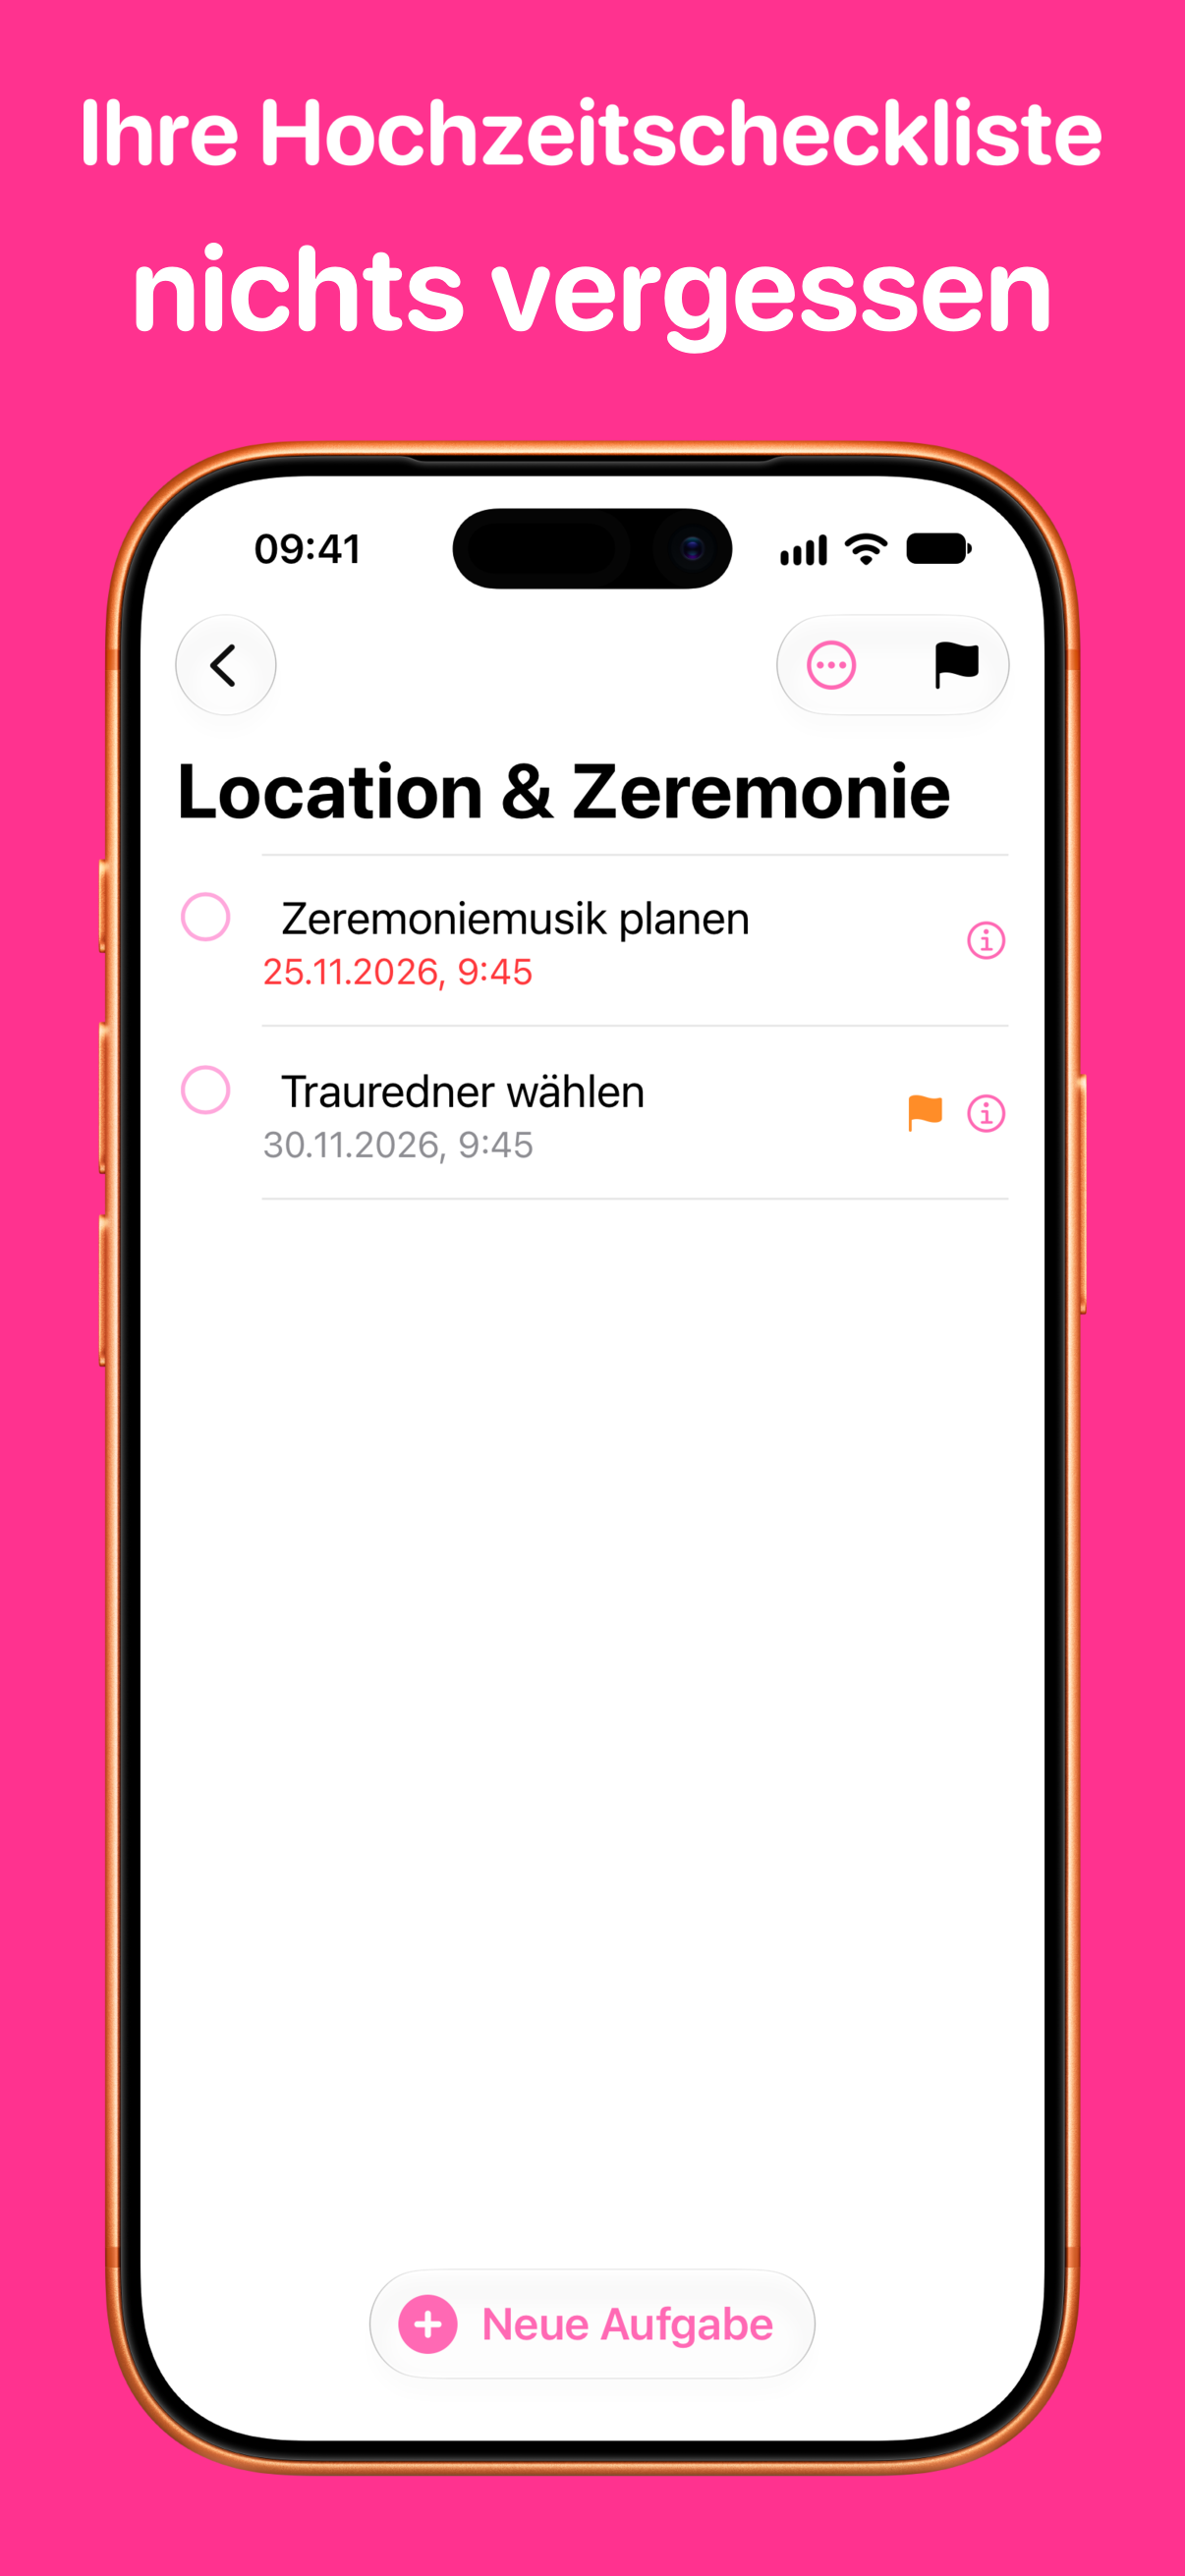 Ihre Hochzeitscheckliste
nichts vergessen
09:41
Location & Zeremonie
Zeremoniemusik planen
25.11.2026, 9:45
Trauredner wählen
30.11.2026, 9:45
Neue Aufgabe